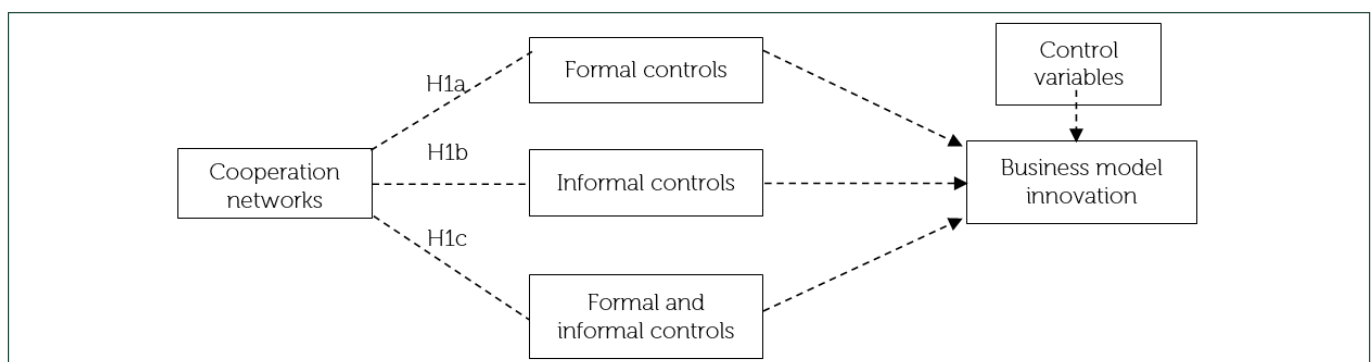 Formal controls
Control
variables
H1a
H1b
Cooperation
networks
Informal controls
Business model
innovation
H1c
Formal and
informal controls